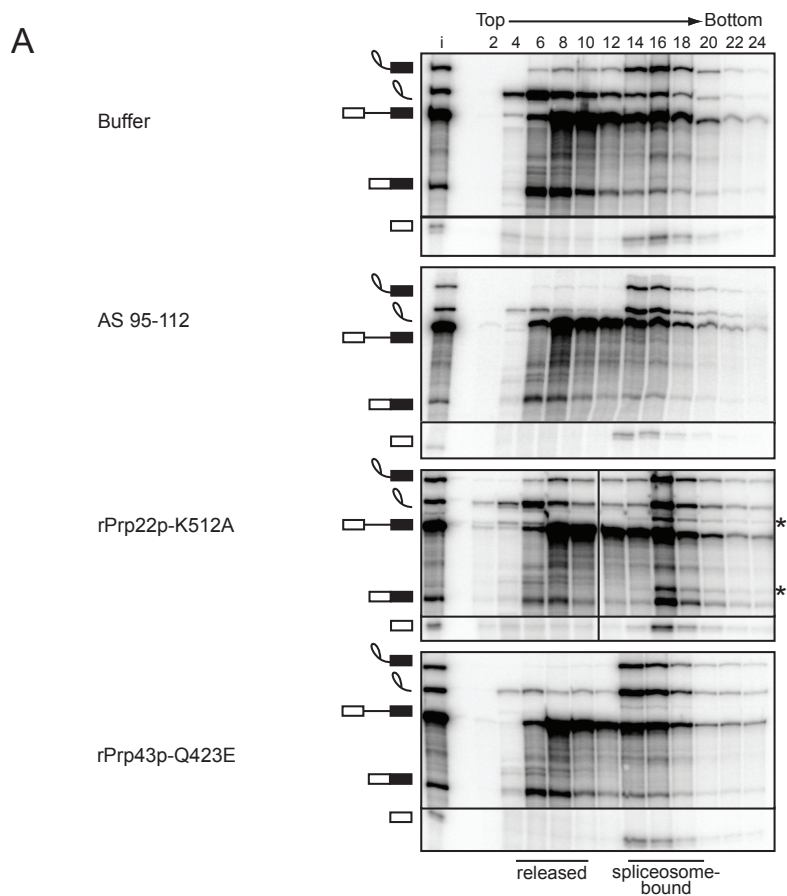 A
Top Bottom
i 2 4 6 8 10 12 14 16 18 20 22 24
Buffer
AS 95-112
rPrp22p-K512A
*
*
rPrp43p-Q423E
released
spliceosome-
bound